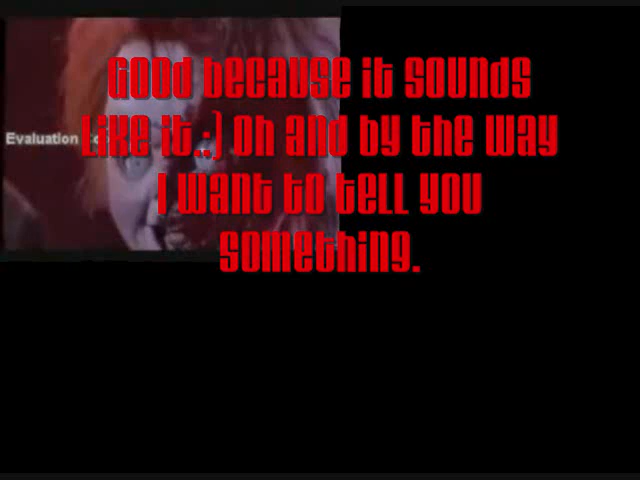 Good because it sounds
like it.:) Oh and by the way
I want to tell you
something.
Evaluation